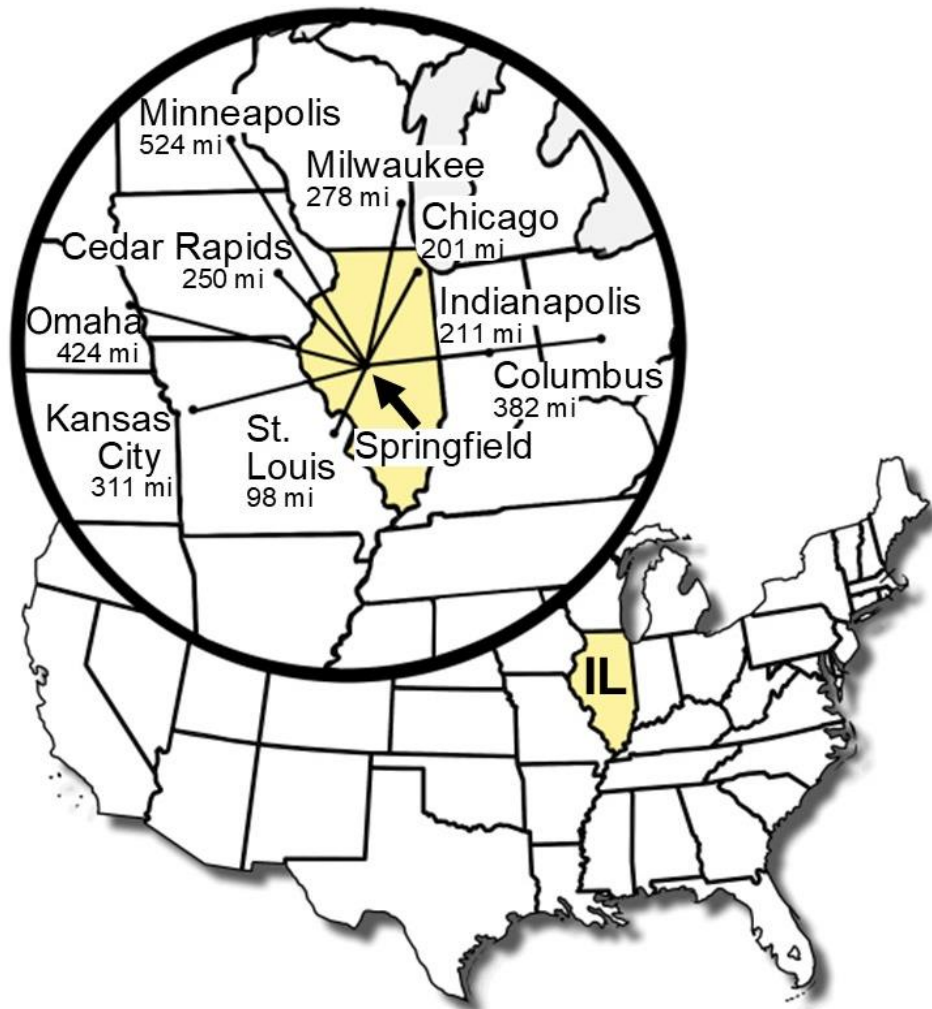 Minneapolis
524 mi
Milwaukee
278 mi
Chicago
201 mi
Cedar Rapids
250 mi
Indianapolis
211 mi
Omaha
424 mi
Columbus
382 mi
Kansas
City
311 mi
St.
Louis
98 mi
Springfield
IL